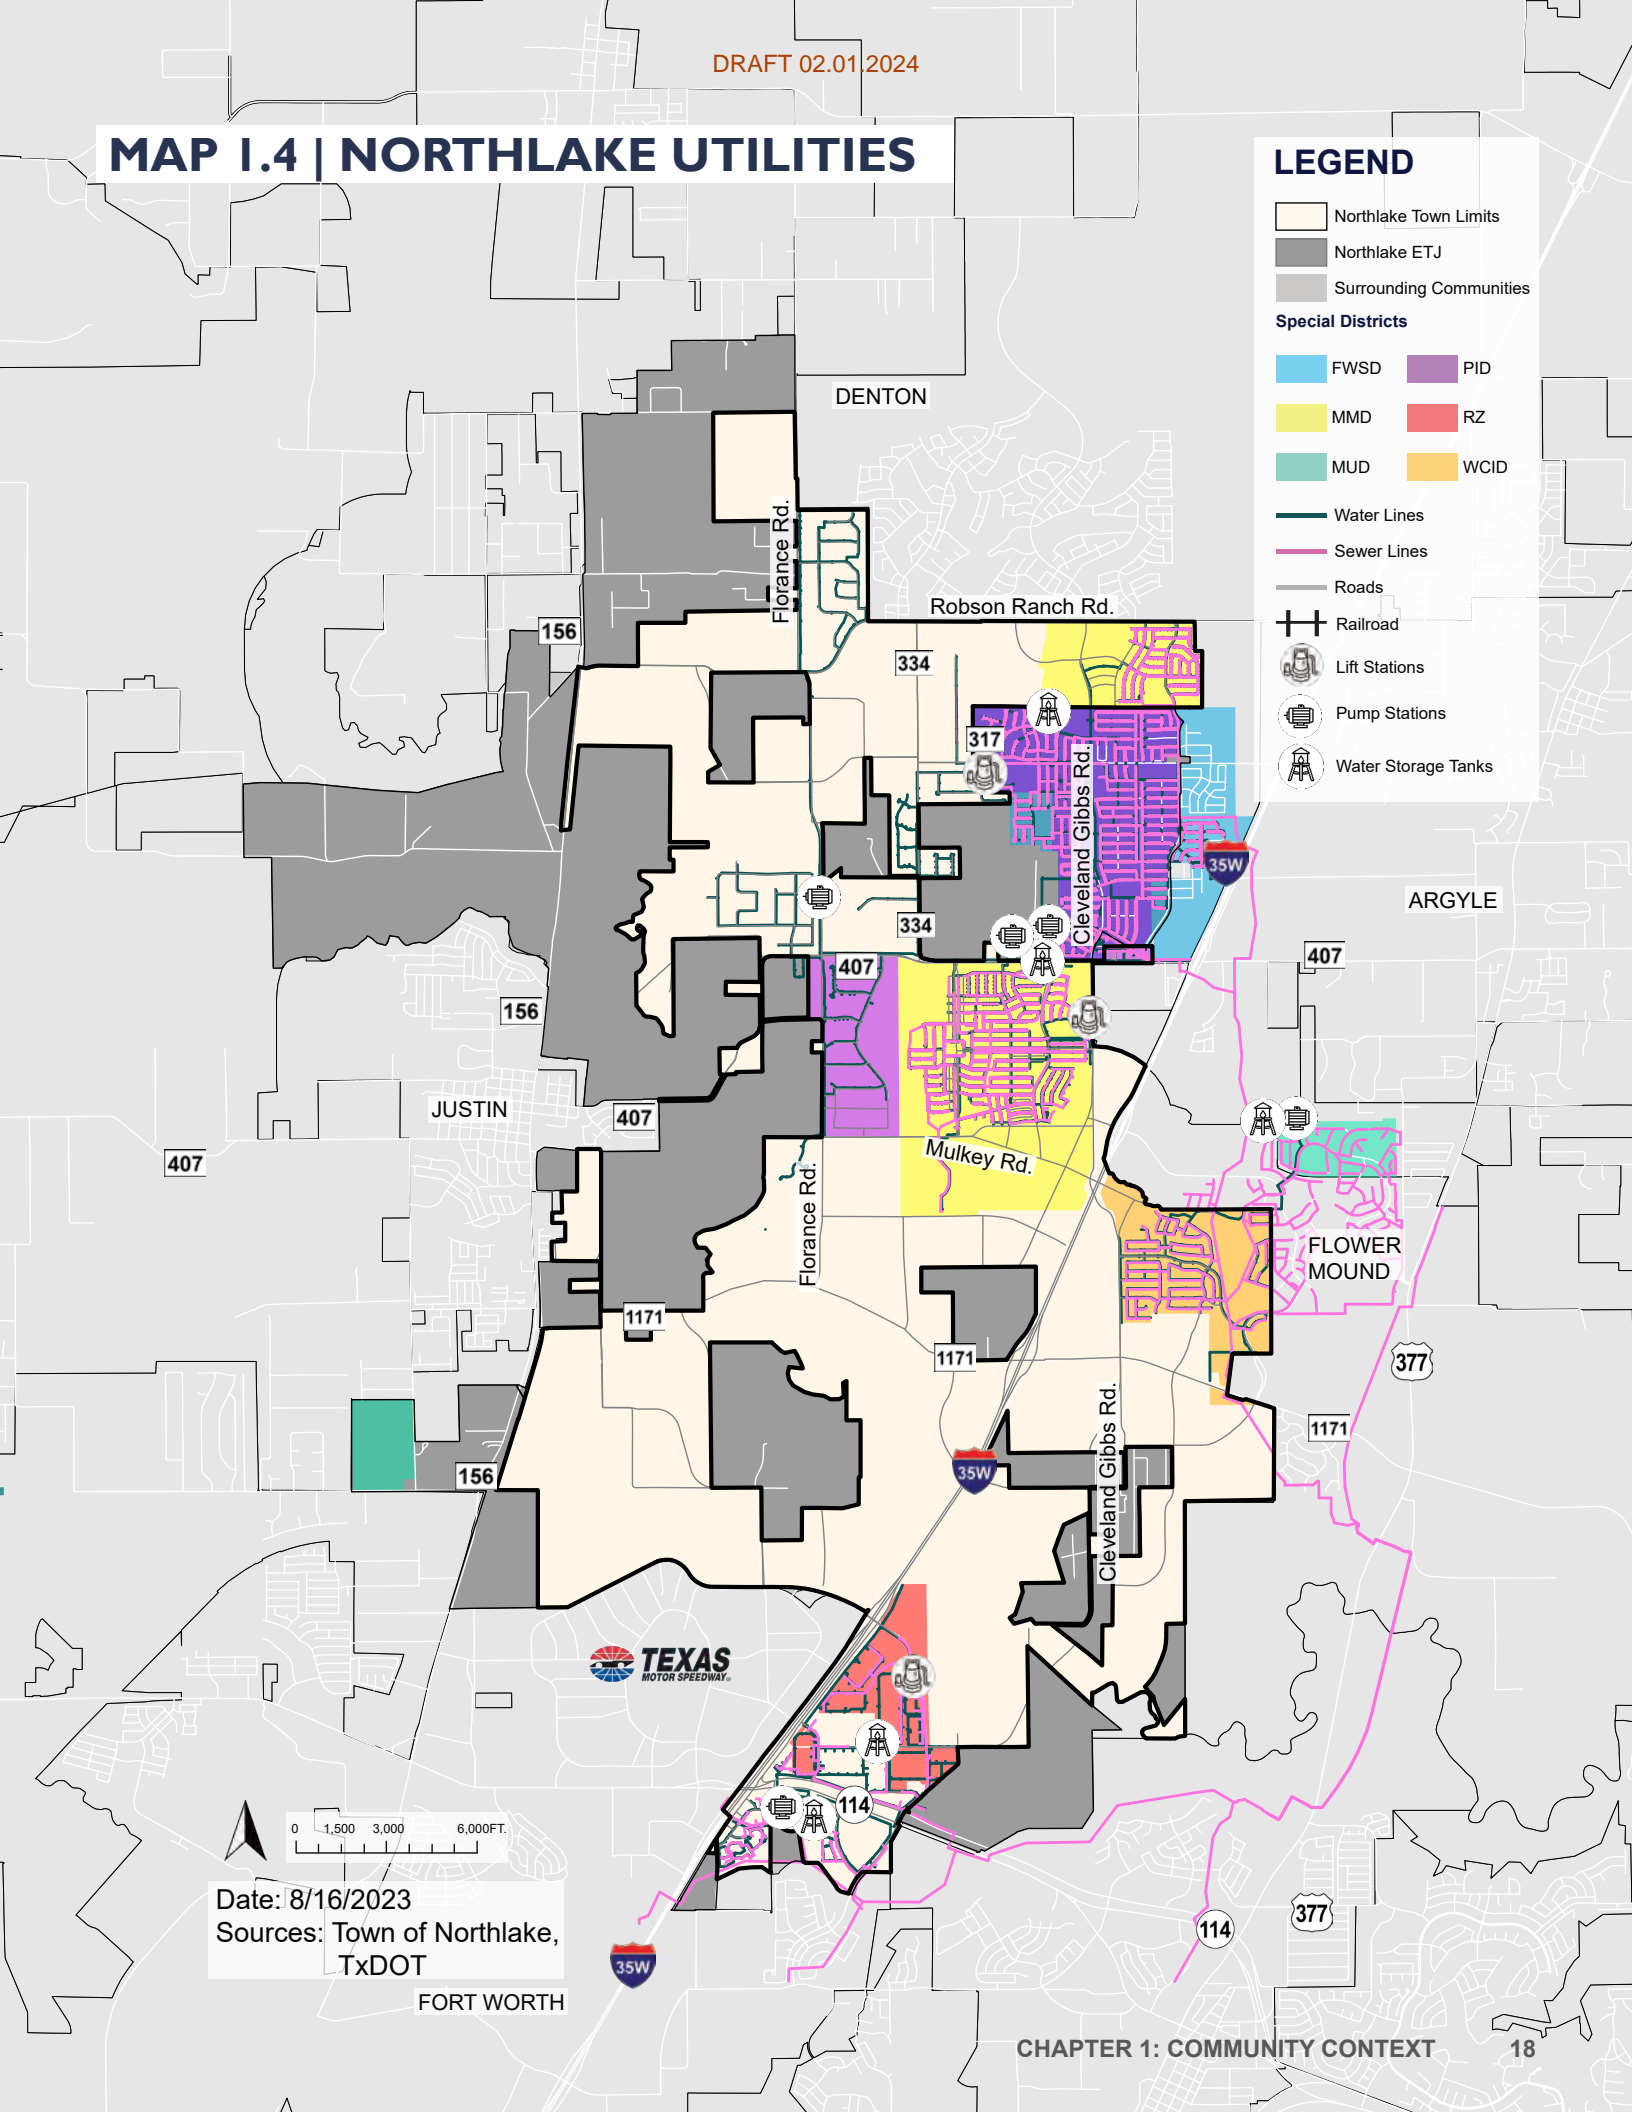 DRAFT 02.01.2024
MAP 1.4 | NORTHLAKE UTILITIES
LEGEND
Northlake Town Limits
Northlake ETJ
Surrounding Communities
Special Districts
FWSD
PID
MMD
RZ
MUD
WCID
Water Lines
Sewer Lines
Roads
Railroad
Lift Stations
Pump Stations
Water Storage Tanks
DENTON
Florance Rd.
Robson Ranch Rd.
156
334
317
Cleveland Gibbs Rd.
35W
ARGYLE
334
407
407
156
JUSTIN
407
407
Mulkey Rd.
Florance Rd.
FLOWER
MOUND
1171
1171
377
Cleveland Gibbs Rd.
1171
35W
156
TEXAS
MOTOR SPEEDWAY
114
0 1,500 3,000 6,000FT.
Date: 8/16/2023
Sources: Town of Northlake,
TxDOT
377
114
35W
FORT WORTH
CHAPTER 1: COMMUNITY CONTEXT 18